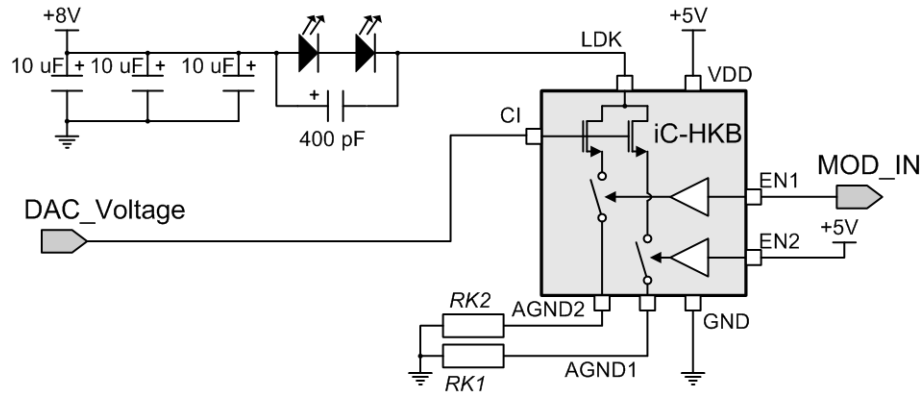 +8V
+5V
LDK
VDD
10 uF + 10 uF + 10 uF +
+
400 pF
CI
iC-HKB
MOD_IN
EN1
DAC_Voltage
EN2
+5V
RK2
AGND2
GND
RK1
AGND1